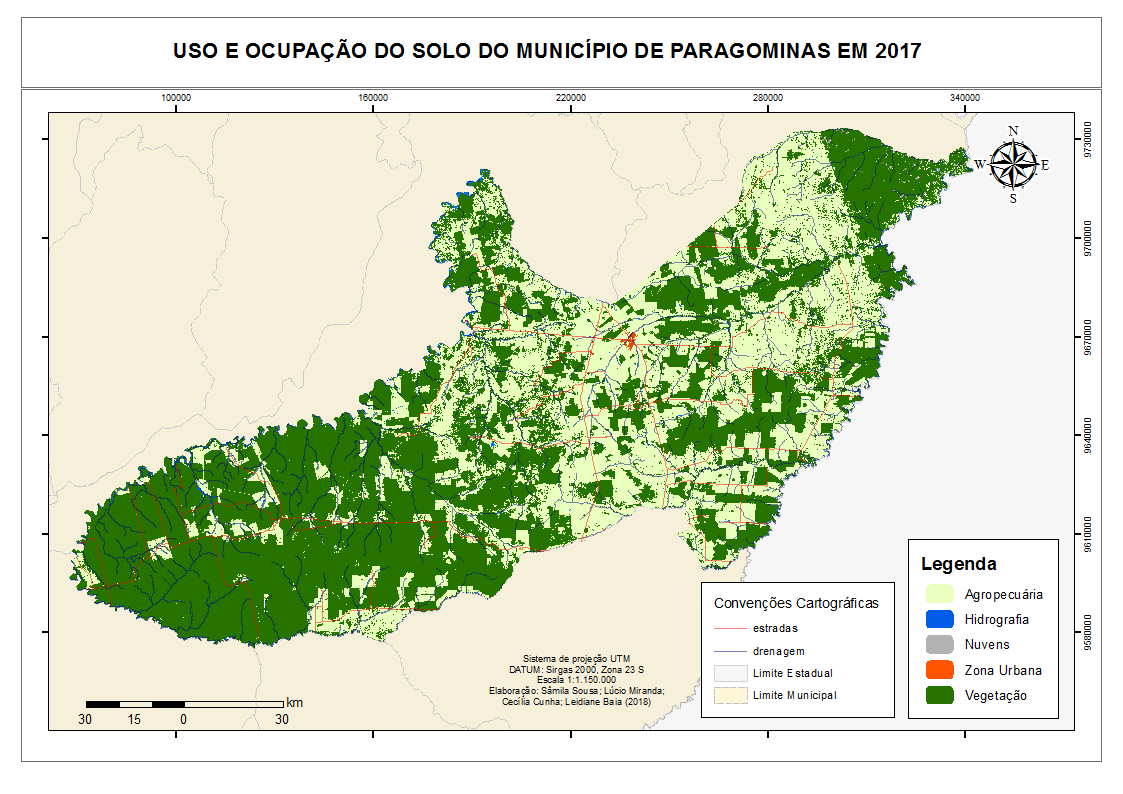 USO E OCUPAÇÃO DO SOLO DO MUNICÍPIO DE PARAGOMINAS EM 2017
100000 160000 220000 280000 340000
N
W E
S
9730000
9700000
9670000
9640000
9610000
9580000
Legenda
Agropecuária
Hidrografia
Nuvens
Zona Urbana
Vegetação
Convenções Cartográficas
estradas
drenagem
Limite Estadual
Limite Municipal
Sistema de projeção UTM
DATUM: Sirgas 2000, Zona 23 S
Escala 1:1.150.000
Elaboração: Sâmila Sousa; Lúcio Miranda;
Cecília Cunha; Leidiane Baia (2018)
km
30 15 0 30